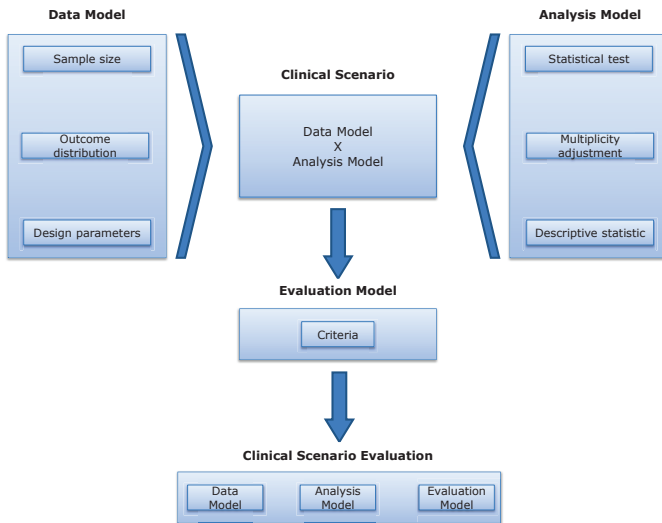 Data Model
Sample size
Outcome
distribution
Design parameters
Clinical Scenario
Data Model
X
Analysis Model
Analysis Model
Statistical test
Multiplicity
adjustment
Descriptive statistic
Evaluation Model
Criteria
Clinical Scenario Evaluation
Data
Model
Analysis
Model
Evaluation
Model